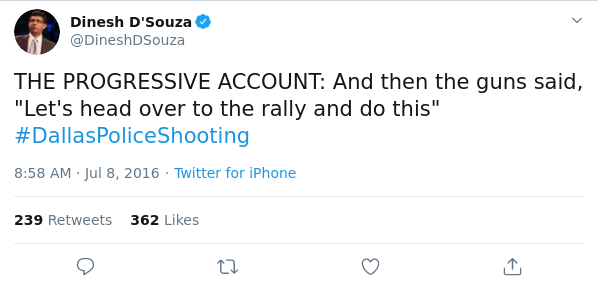 Dinesh D'Souza
@DineshDSouza
THE PROGRESSIVE ACCOUNT: And then the guns said,
"Let's head over to the rally and do this"
#DallasPoliceShooting
8:58 AM · Jul 8, 2016 · Twitter for iPhone
239 Retweets 362 Likes